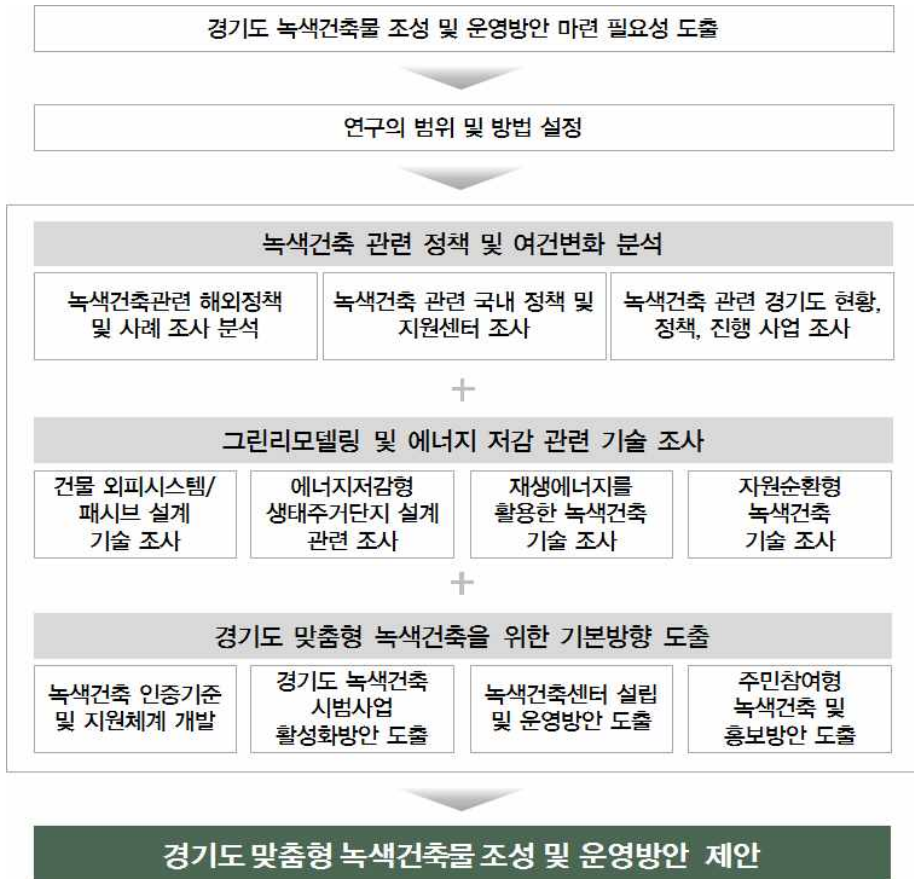 경기도 녹색건축물 조성 및 운영방안 마련 필요성 도출
연구의 범위 및 방법 설정
녹색건축 관련 정책 및 여건변화 분석
녹색건축관련 해외정책
및 사례 조사 분석
녹색건축 관련 국내 정책 및
지원센터 조사
녹색건축 관련 경기도 현황,
정책, 진행 사업 조사
+
그린리모델링 및 에너지 저감 관련 기술 조사
건물 외피시스템/
패시브 설계
기술 조사
에너지저감형
생태주거단지 설계
관련 조사
재생에너지를
활용한 녹색건축
기술 조사
자원순환형
녹색건축
기술 조사
+
경기도 맞춤형 녹색건축을 위한 기본방향 도출
녹색건축 인증기준
및 지원체계 개발
경기도 녹색건축
시범사업
활성화방안 도출
녹색건축센터 설립
및 운영방안 도출
주민참여형
녹색건축 및
홍보방안 도출
경기도 맞춤형 녹색건축물 조성 및 운영방안 제안